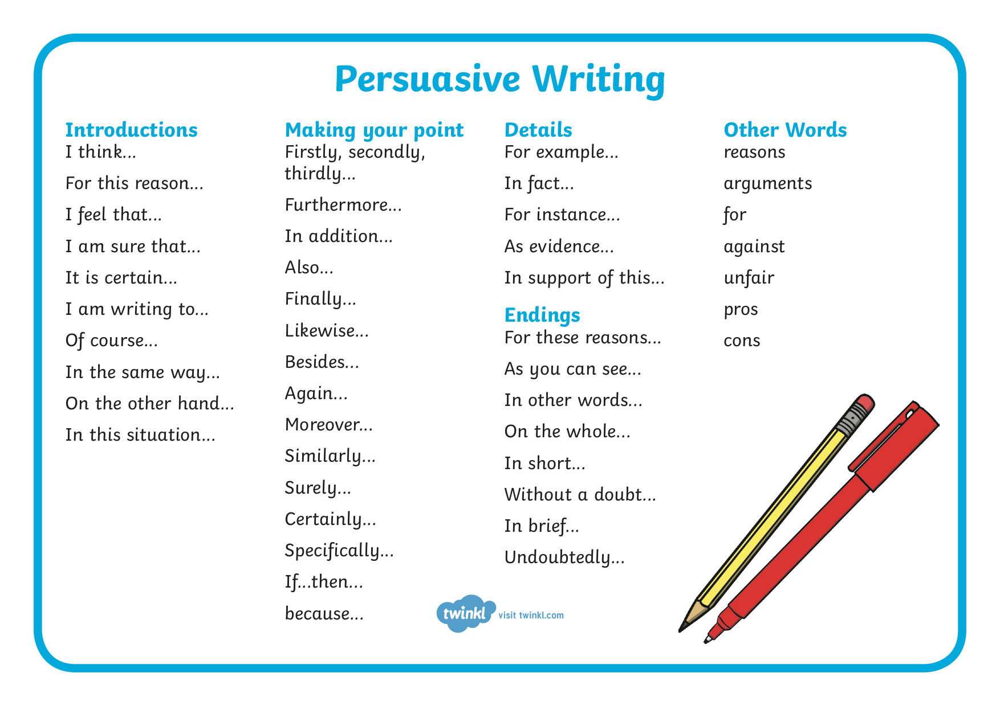 Persuasive Writing
Introductions
I think...
For this reason...
I feel that...
I am sure that...
It is certain...
I am writing to...
Of course...
In the same way...
On the other hand...
In this situation...
Making your point
Firstly, secondly,
thirdly...
Furthermore...
In addition...
Also...
Finally...
Likewise...
Besides...
Again...
Moreover...
Similarly...
Surely...
Certainly...
Specifically...
If...then...
because...
Details
For example...
In fact...
For instance...
As evidence...
In support of this...
Endings
For these reasons...
As you can see...
In other words...
On the whole...
In short...
Without a doubt...
In brief...
Undoubtedly...
Other Words
reasons
arguments
for
against
unfair
pros
cons
twinkl visit twinkl.com